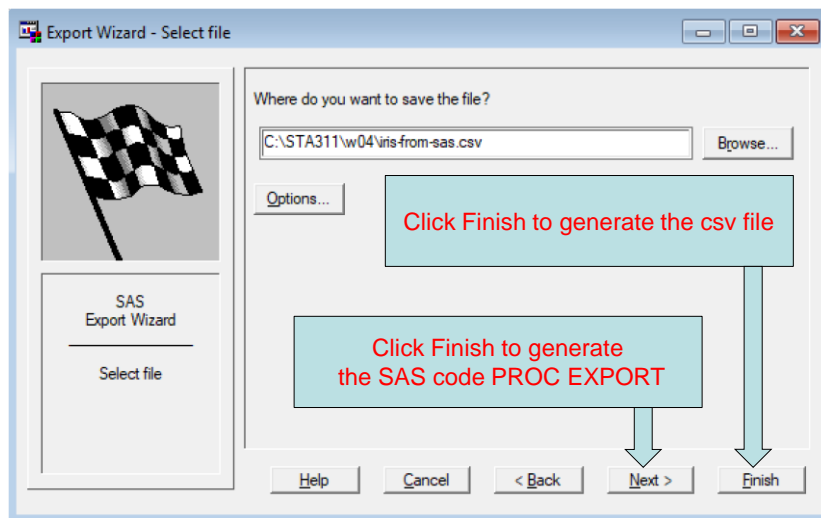 Export Wizard - Select file
Where do you want to save the file?
C:\STA311\w04\iris-from-sas.csv
Browse...
Options...
Click Finish to generate the csv file
SAS
Export Wizard
Select file
Click Finish to generate
the SAS code PROC EXPORT
Help
Cancel
< Back
Next >
Finish